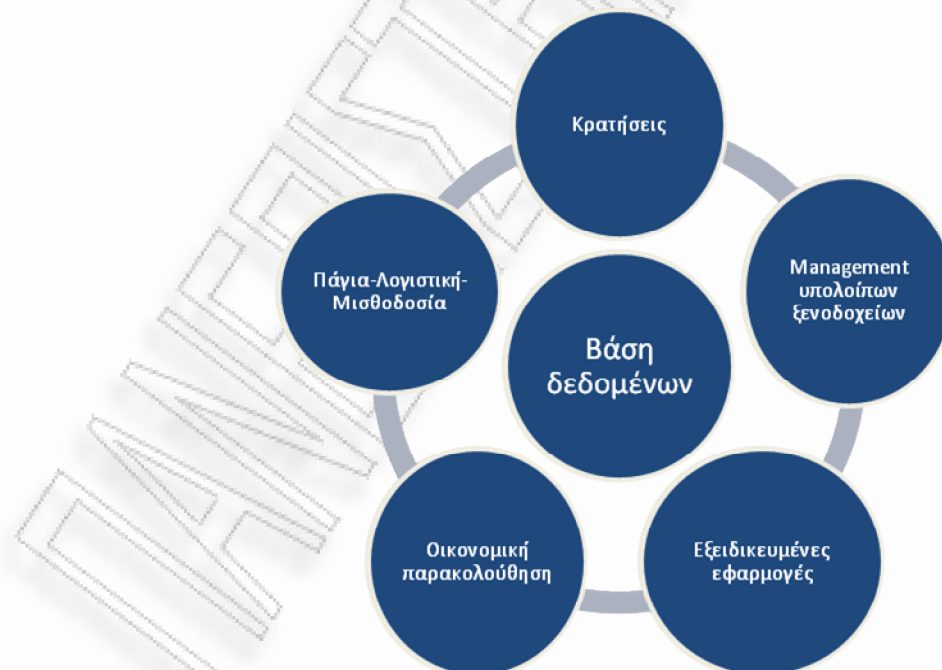 Κρατήσεις
Management
υπολοίπων
ξενοδοχείων
Πάγια-Λογιστική-
Μισθοδοσία
Βάση
δεδομένων
Οικονομική
παρακολούθηση
Εξειδικευμένες
εφαρμογές